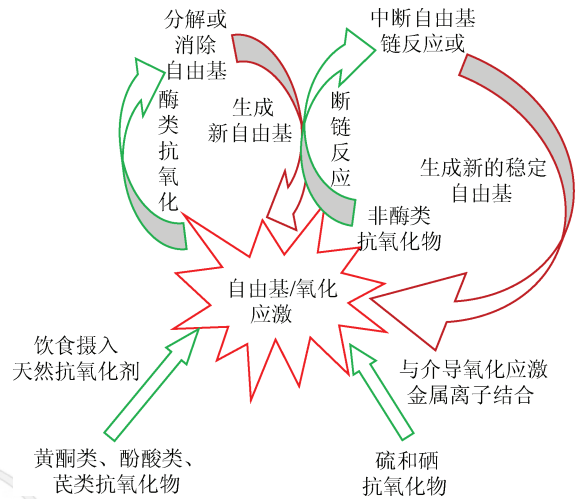 分解或
消除
自由基
中断自由基
链反应或
酶类抗氧化
生成
新自由基
断链反应
生成新的稳定
自由基
非酶类
抗氧化物
自由基/氧化
应激
饮食摄入
天然抗氧化剂
与介导氧化应激
金属离子结合
黄酮类、酚酸类、
芪类抗氧化物
硫和硒
抗氧化物